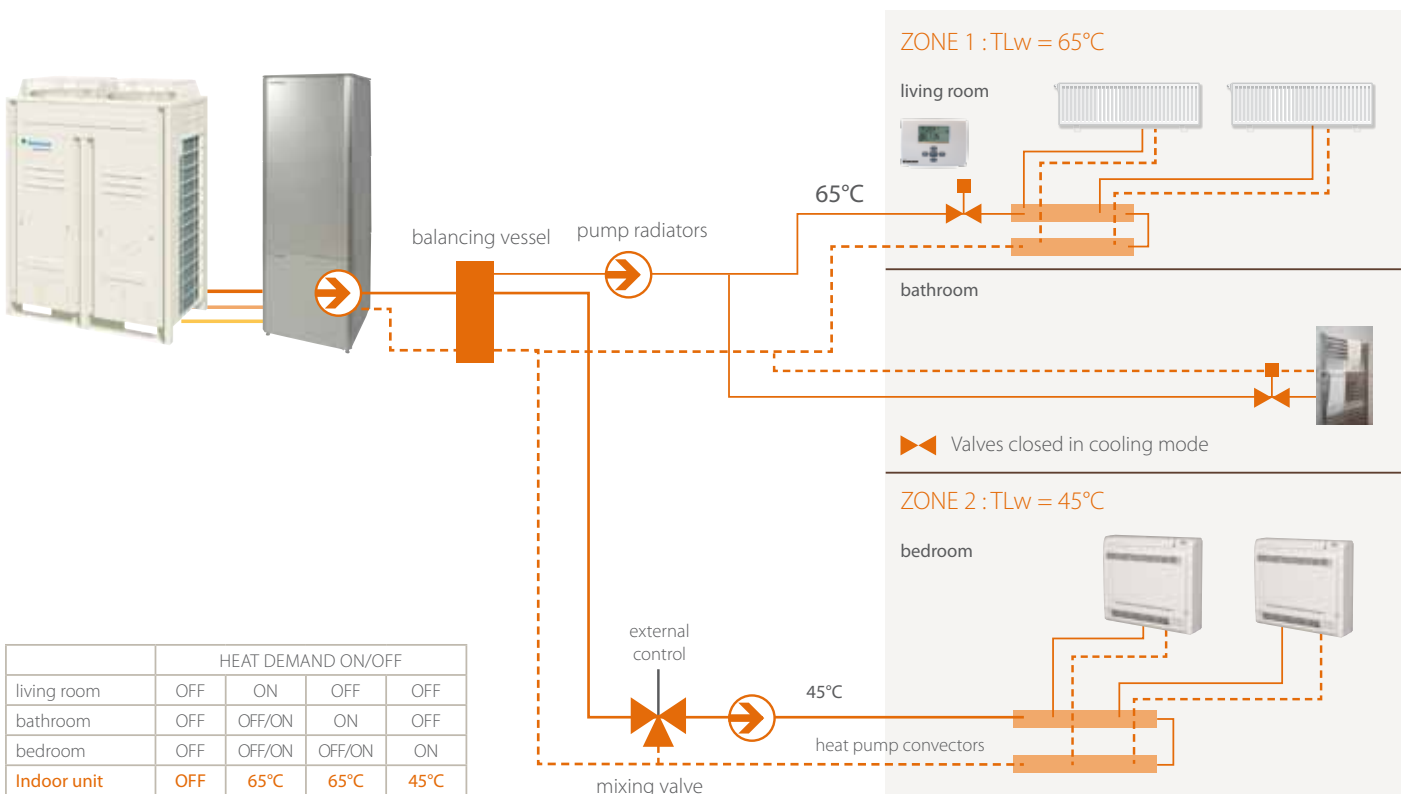 ZONE 1 : TLw = 65°C
living room
65°C
balancing vessel
pump radiators
bathroom
Valves closed in cooling mode
ZONE 2 : TLw = 45°C
bedroom
external
control
45°C
heat pump convectors
mixing valve
HEAT DEMAND ON/OFF
living room OFF ON OFF OFF
bathroom OFF OFF/ON ON OFF
bedroom OFF OFF/ON OFF/ON ON
Indoor unit OFF 65°C 65°C 45°C